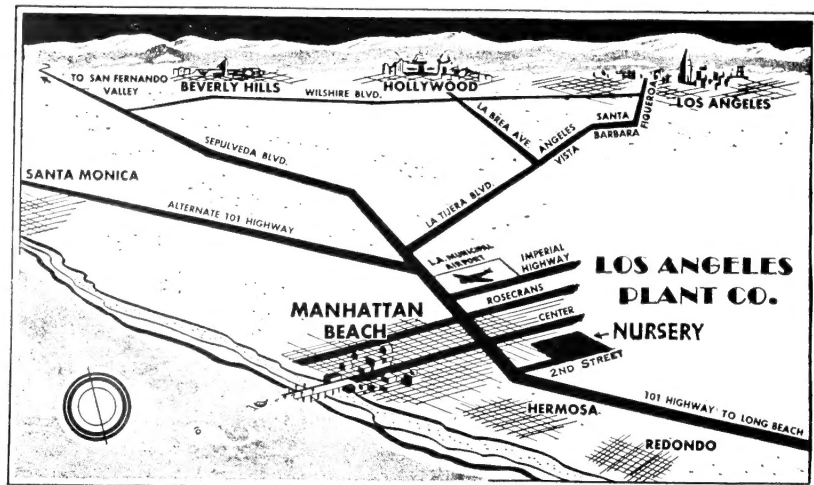 TO SAN FERNANDO
VALLEY
BEVERLY HILLS
HOLLYWOOD
LOS ANGELES
WILSHIRE BLVD.
LA BREA AVE.
ANGELES
VISTA
SANTA
BARBARA
FIGUEROA
SEPULVEDA BLVD.
SANTA MONICA
ALTERNATE 101 HIGHWAY
LA TIJERA BLVD.
L.A. MUNICIPAL
AIRPORT
IMPERIAL
HIGHWAY
LOS ANGELES
PLANT CO.
ROSECRANS
MANHATTAN
BEACH
CENTER
NURSERY
2ND STREET
101 HIGHWAY TO LONG BEACH
HERMOSA
REDONDO